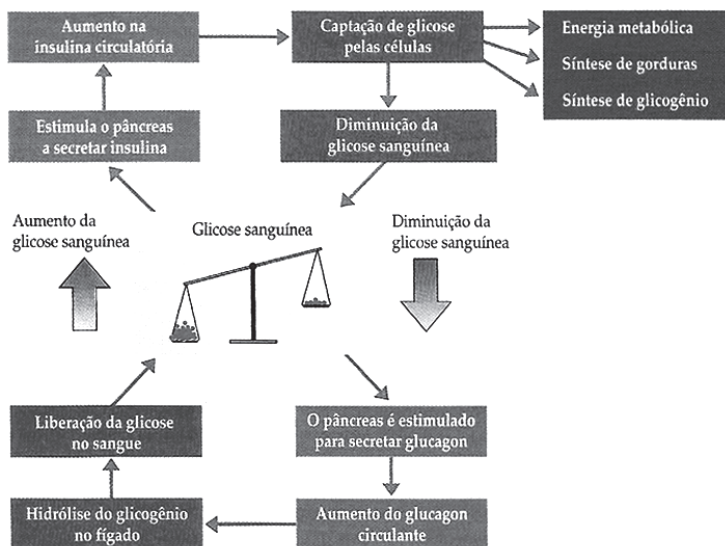 Aumento na
insulina circulatória
Captação de glicose
pelas células
Energia metabólica
Síntese de gorduras
Síntese de glicogênio
Estimula o pâncreas
a secretar insulina
Diminuição da
glicose sanguínea
Aumento da
glicose sanguínea
Glicose sanguínea
Diminuição da
glicose sanguínea
Liberação da glicose
no sangue
O pâncreas é estimulado
para secretar glucagon
Hidrólise do glicogênio
no fígado
Aumento do glucagon
circulante